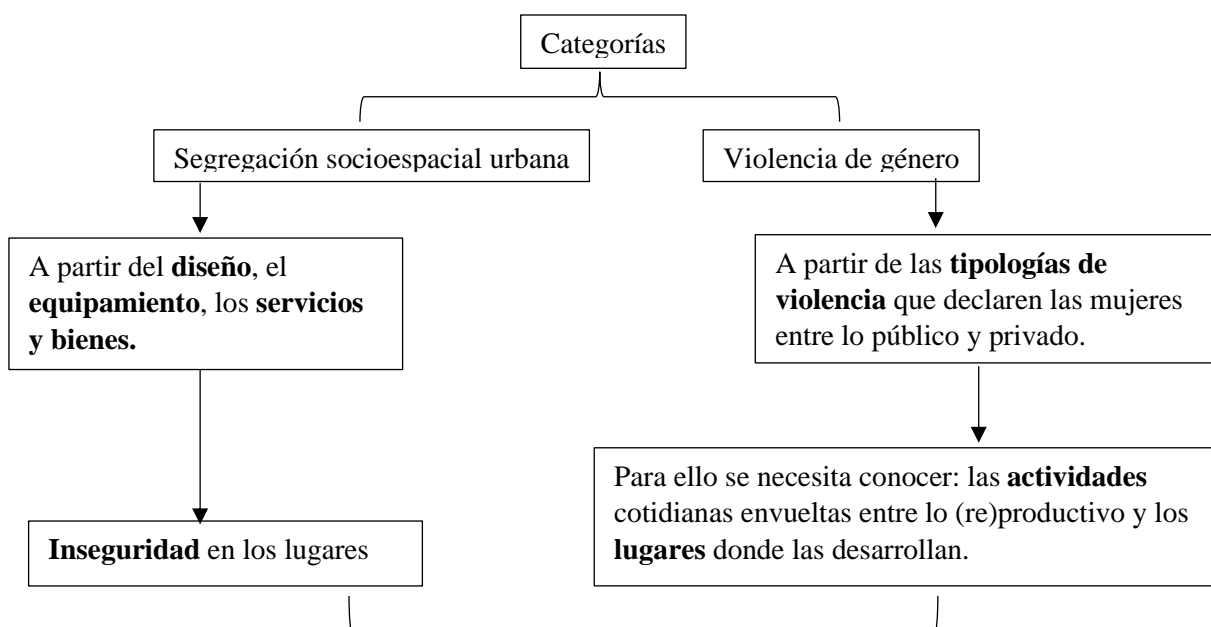 Categorías
Segregación socioespacial urbana
Violencia de género
A partir del diseño, el
equipamiento, los servicios
y bienes.
A partir de las tipologías de
violencia que declaren las mujeres
entre lo público y privado.
Inseguridad en los lugares
Para ello se necesita conocer: las actividades
cotidianas envueltas entre lo (re)productivo y los
lugares donde las desarrollan.